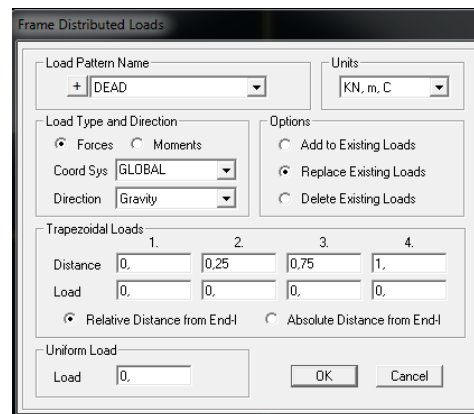 Frame Distributed Loads
Load Pattern Name
+ DEAD
Units
KN, m, C
Load Type and Direction
Forces Moments
Coord Sys GLOBAL
Direction Gravity
Options
Add to Existing Loads
Replace Existing Loads
Delete Existing Loads
Trapezoidal Loads
1. 2. 3. 4.
Distance 0, 0,25 0,75 1,
Load 0, 0, 0, 0,
Relative Distance from End-I Absolute Distance from End-I
Uniform Load
Load 0,
OK Cancel